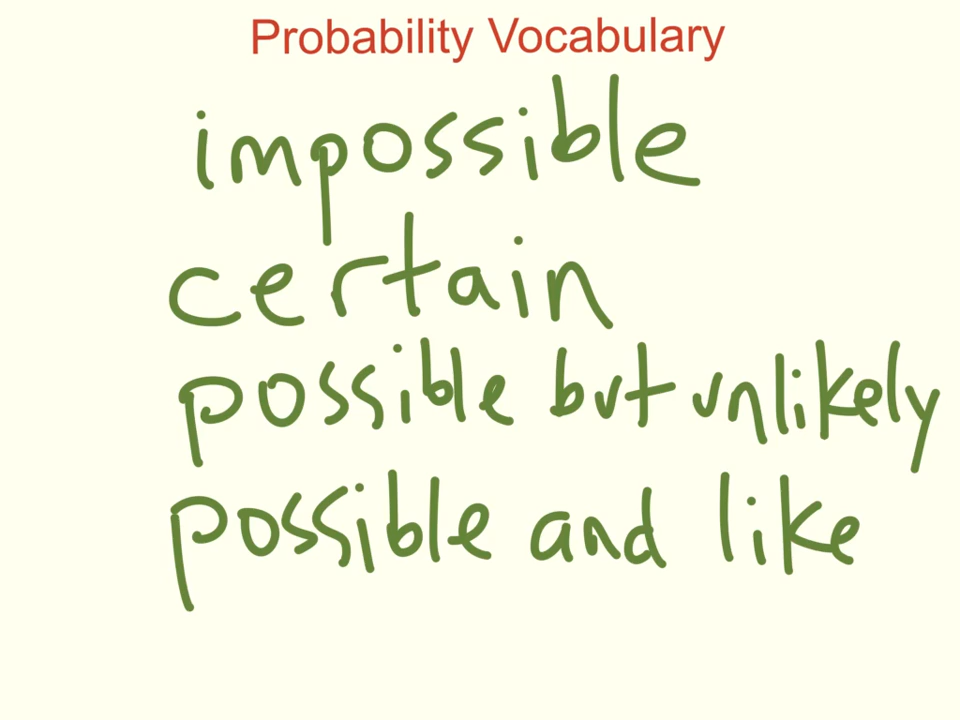 Probability Vocabulary
impossible
certain
possible but unlikely
possible and like